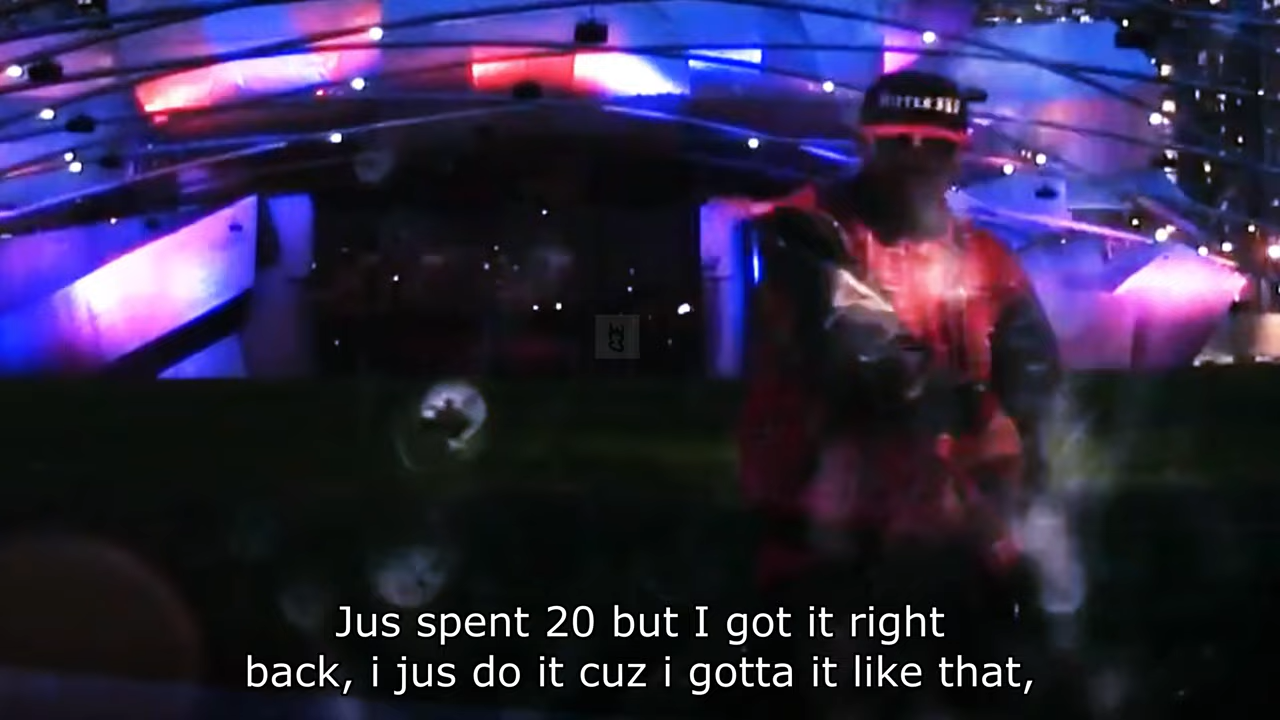 Jus spent 20 but I got it right
back, i jus do it cuz i gotta it like that,